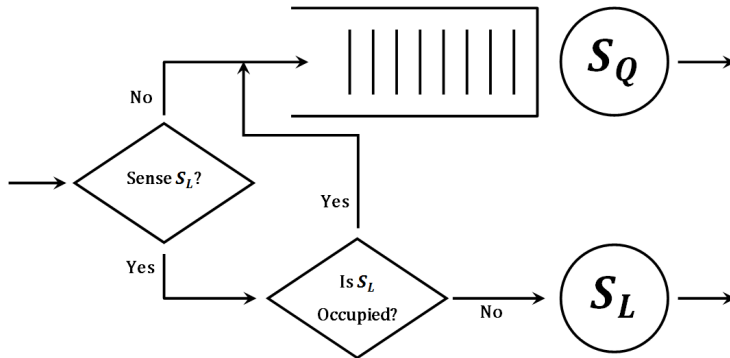 S_Q
No
Sense S_L?
Yes
Yes
Is S_L
Occupied?
No
S_L